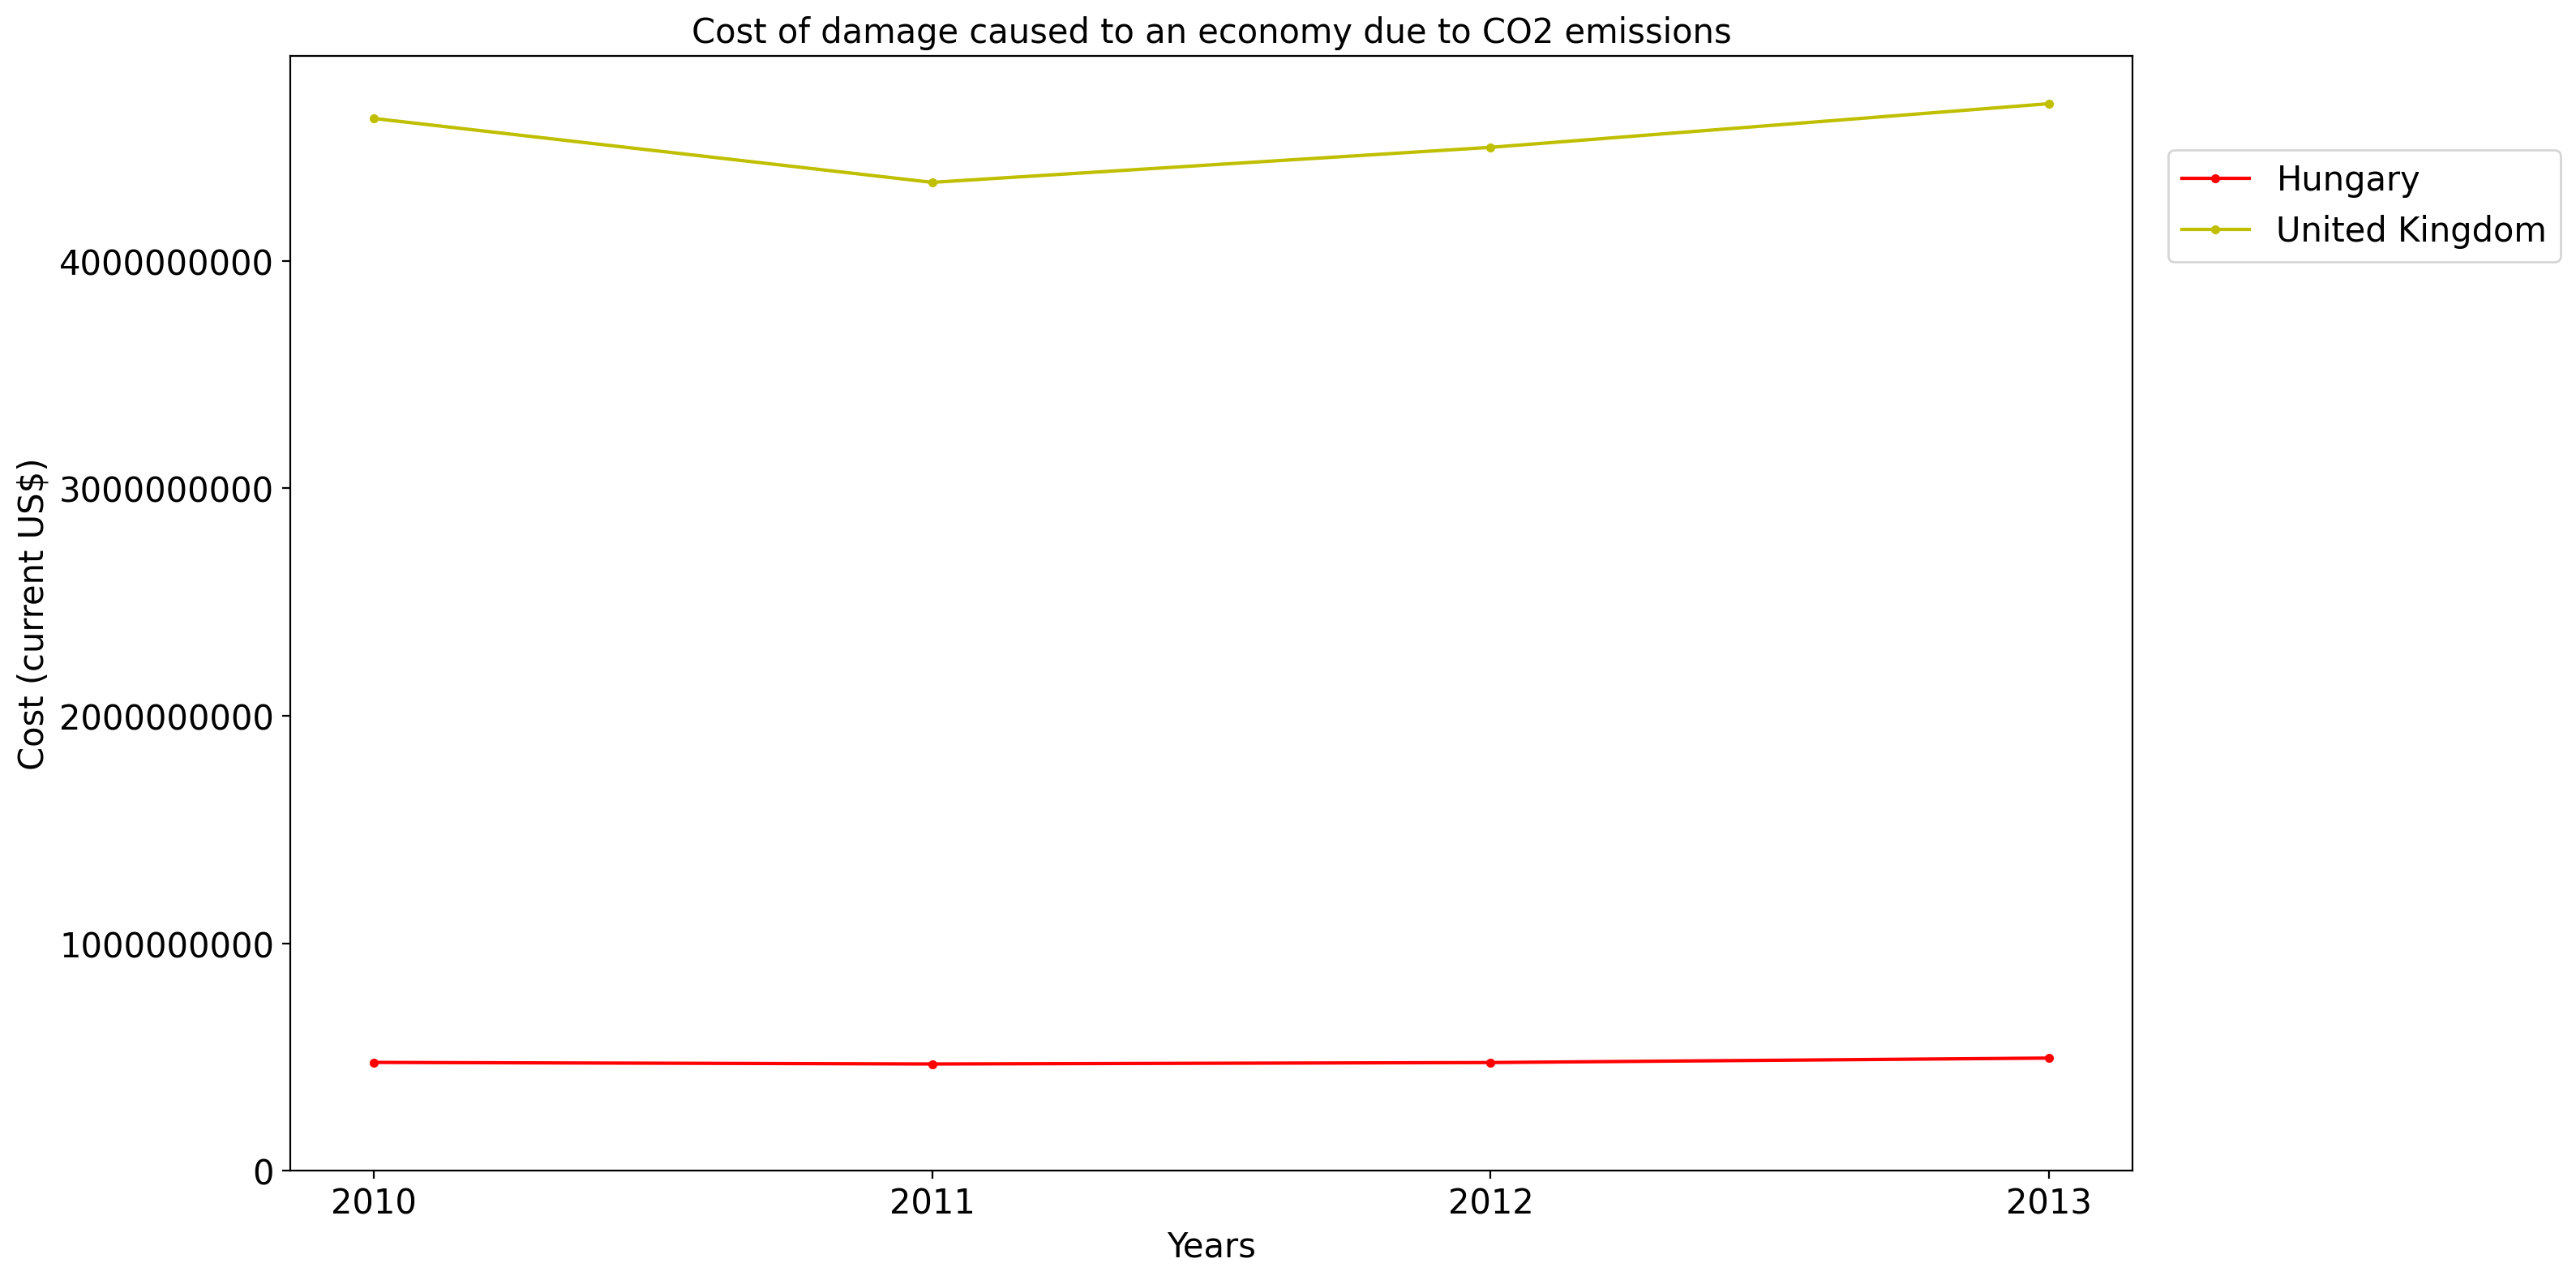 Cost of damage caused to an economy due to CO2 emissions
Cost (current US$)
4000000000
3000000000
2000000000
1000000000
0
2010
2011
2012
2013
Years
Hungary
United Kingdom